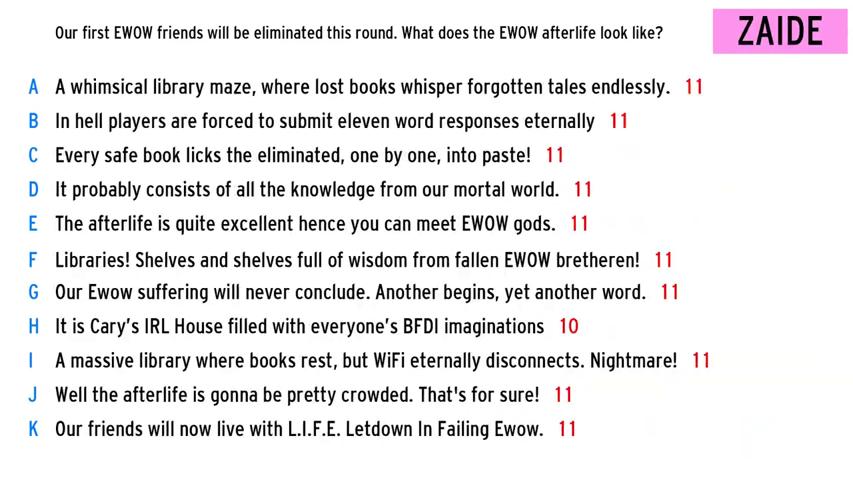 Our first EWOW friends will be eliminated this round. What does the EWOW afterlife look like?
ZAIDE
A A whimsical library maze, where lost books whisper forgotten tales endlessly. 11
B In hell players are forced to submit eleven word responses eternally 11
C Every safe book licks the eliminated, one by one, into paste! 11
D It probably consists of all the knowledge from our mortal world. 11
E The afterlife is quite excellent hence you can meet EWOW gods. 11
F Libraries! Shelves and shelves full of wisdom from fallen EWOW bretheren! 11
G Our Ewow suffering will never conclude. Another begins, yet another word. 11
H It is Cary's IRL House filled with everyone's BFDI imaginations 10
I A massive library where books rest, but WiFi eternally disconnects. Nightmare! 11
J Well the afterlife is gonna be pretty crowded. That's for sure! 11
K Our friends will now live with L.I.F.E. Letdown In Failing Ewow. 11